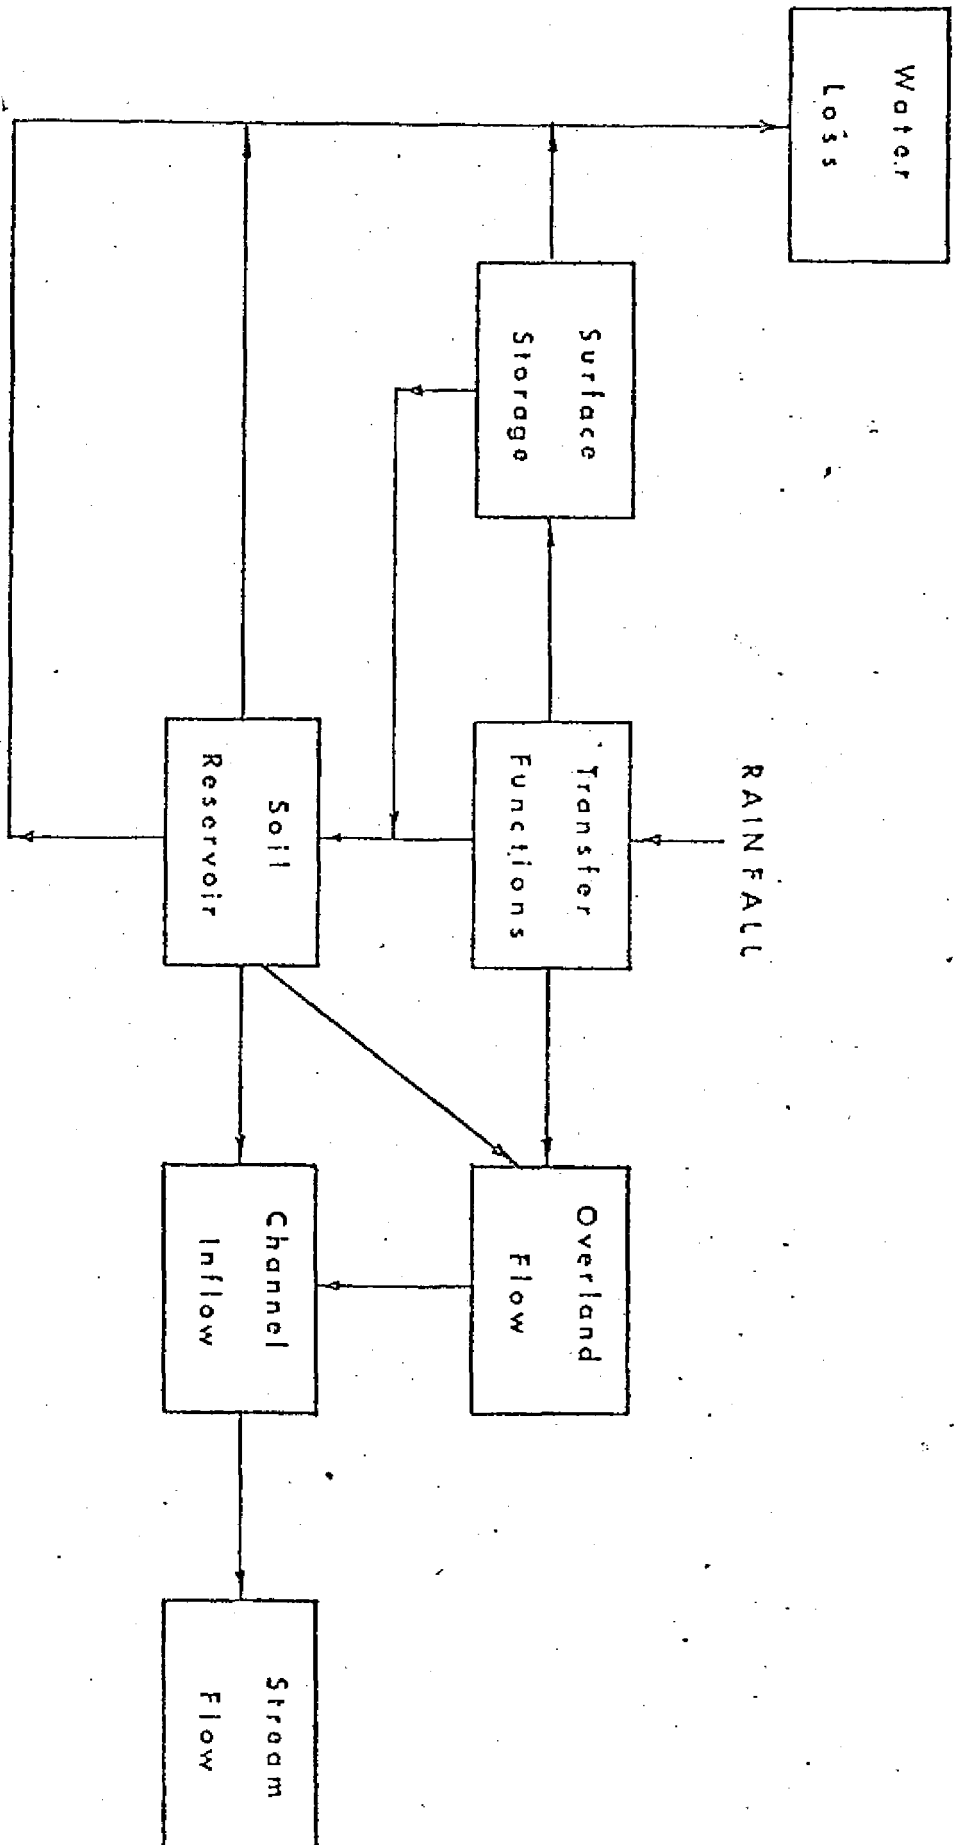 Water
Loss
RAINFALL
Surface
Storage
Transfer
Functions
Overland
Flow
Soil
Reservoir
Channel
Inflow
Stream
Flow